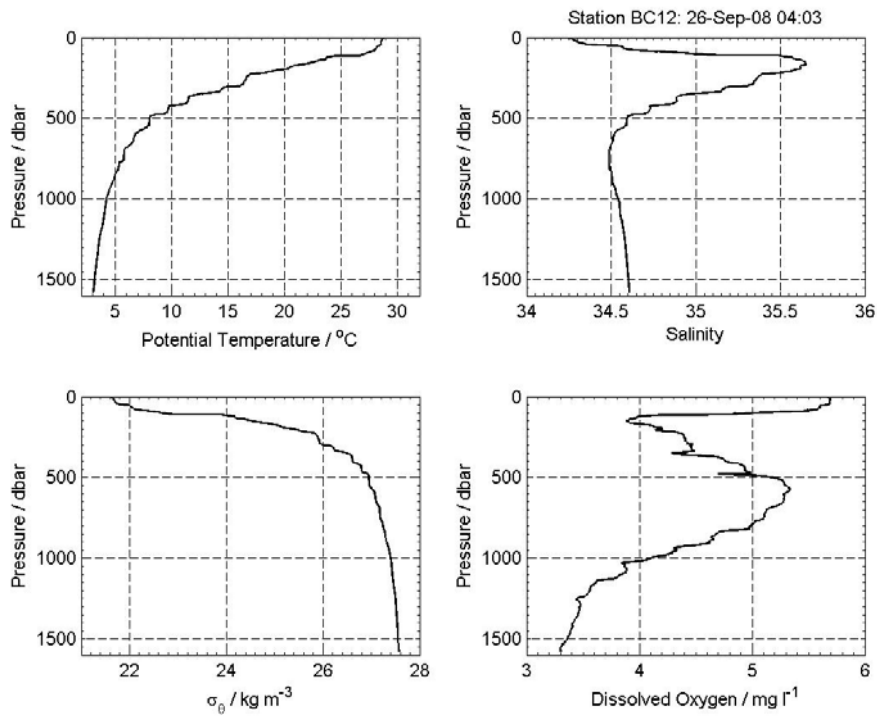 Station BC12: 26-Sep-08 04:03
0
500
1000
1500
Pressure / dbar
5 10 15 20 25 30
Potential Temperature / °C
0
500
1000
1500
Pressure / dbar
34 34.5 35 35.5 36
Salinity
0
500
1000
1500
Pressure / dbar
22 24 26 28
σθ / kg m-3
0
500
1000
1500
Pressure / dbar
3 4 5 6
Dissolved Oxygen / mg l-1